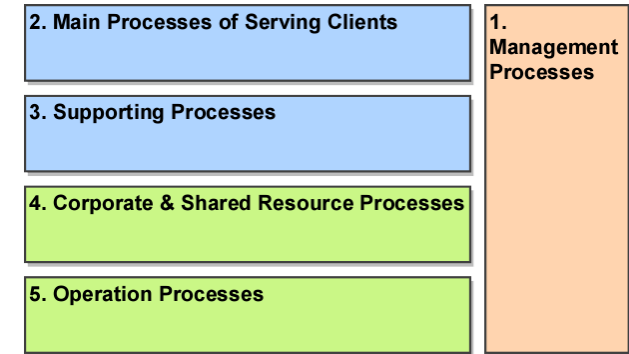 2. Main Processes of Serving Clients
3. Supporting Processes
4. Corporate & Shared Resource Processes
5. Operation Processes
1.
Management
Processes